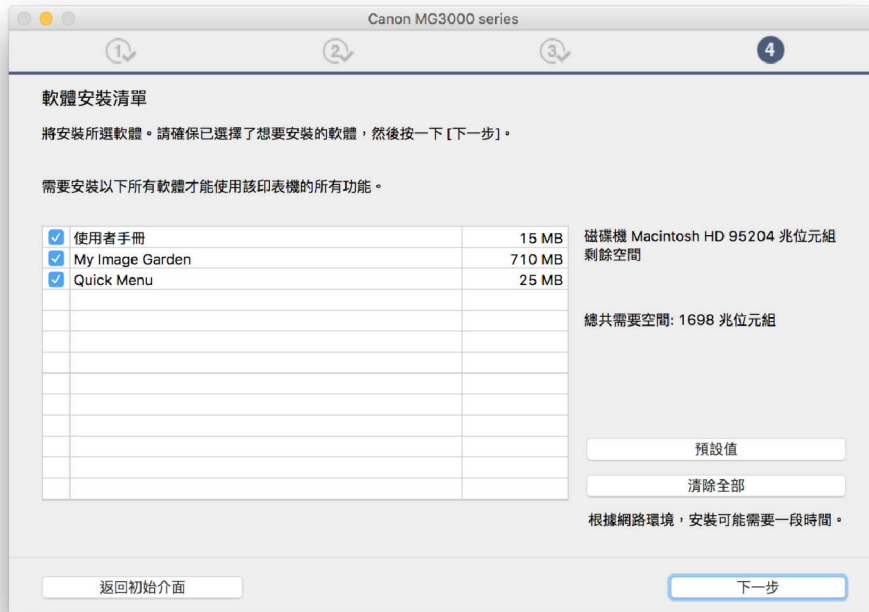 Canon MG3000 series
1
2
3
4
軟體安裝清單
將安裝所選軟體。請確保已選擇了想要安裝的軟體，然後按一下 [下一步]。
需要安裝以下所有軟體才能使用該印表機的所有功能。
使用者手冊 15 MB
My Image Garden 710 MB
Quick Menu 25 MB
磁碟機 Macintosh HD 95204 兆位元組
剩餘空間
總共需要空間: 1698 兆位元組
預設值
清除全部
根據網路環境，安裝可能需要一段時間。
返回初始介面
下一步